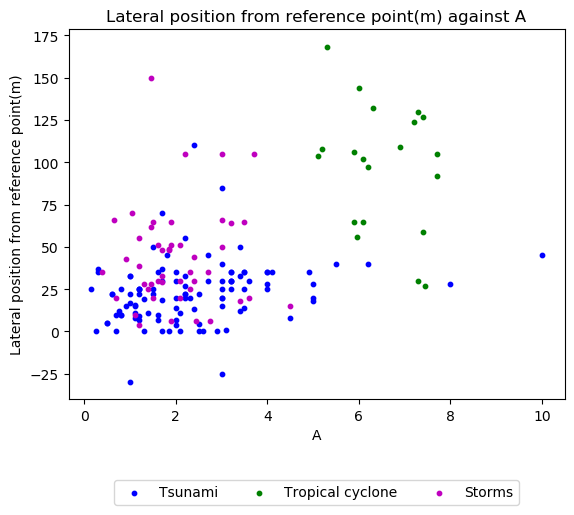 Lateral position from reference point(m) against A
175
150
125
100
75
50
25
0
−25
Lateral position from reference point(m)
0 2 4 6 8 10
A
Tsunami Tropical cyclone Storms